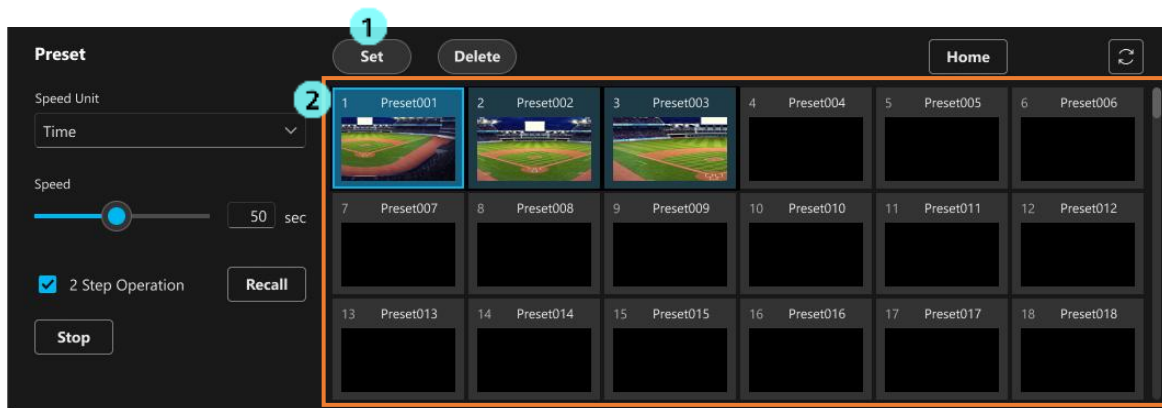 1
Preset
Set
Delete
Home
2
Speed Unit
Time
Speed
50 sec
2 Step Operation
Recall
Stop
1 Preset001
2 Preset002
3 Preset003
4 Preset004
5 Preset005
6 Preset006
7 Preset007
8 Preset008
9 Preset009
10 Preset010
11 Preset011
12 Preset012
13 Preset013
14 Preset014
15 Preset015
16 Preset016
17 Preset017
18 Preset018